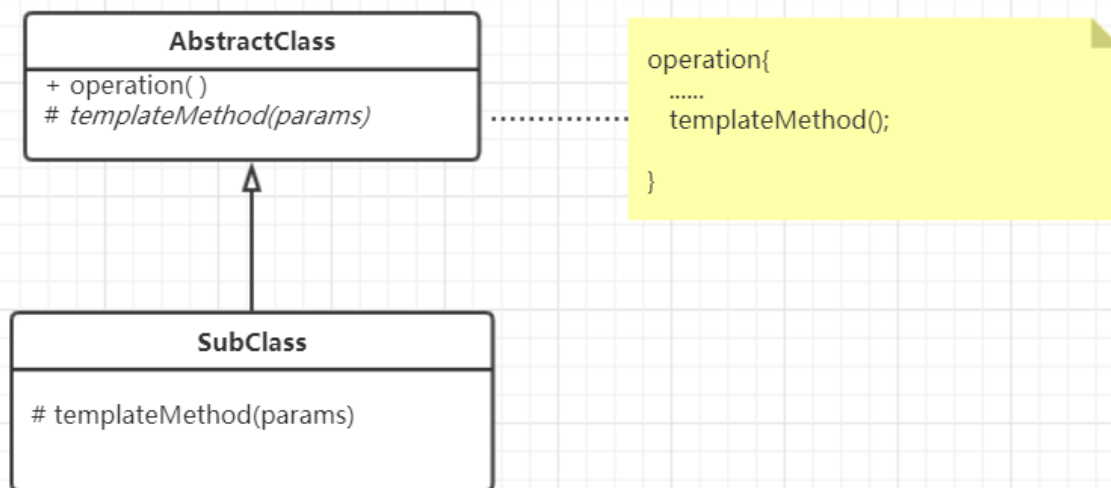 AbstractClass
+ operation( )
# templateMethod(params)
operation{
......
templateMethod();
}
SubClass
# templateMethod(params)